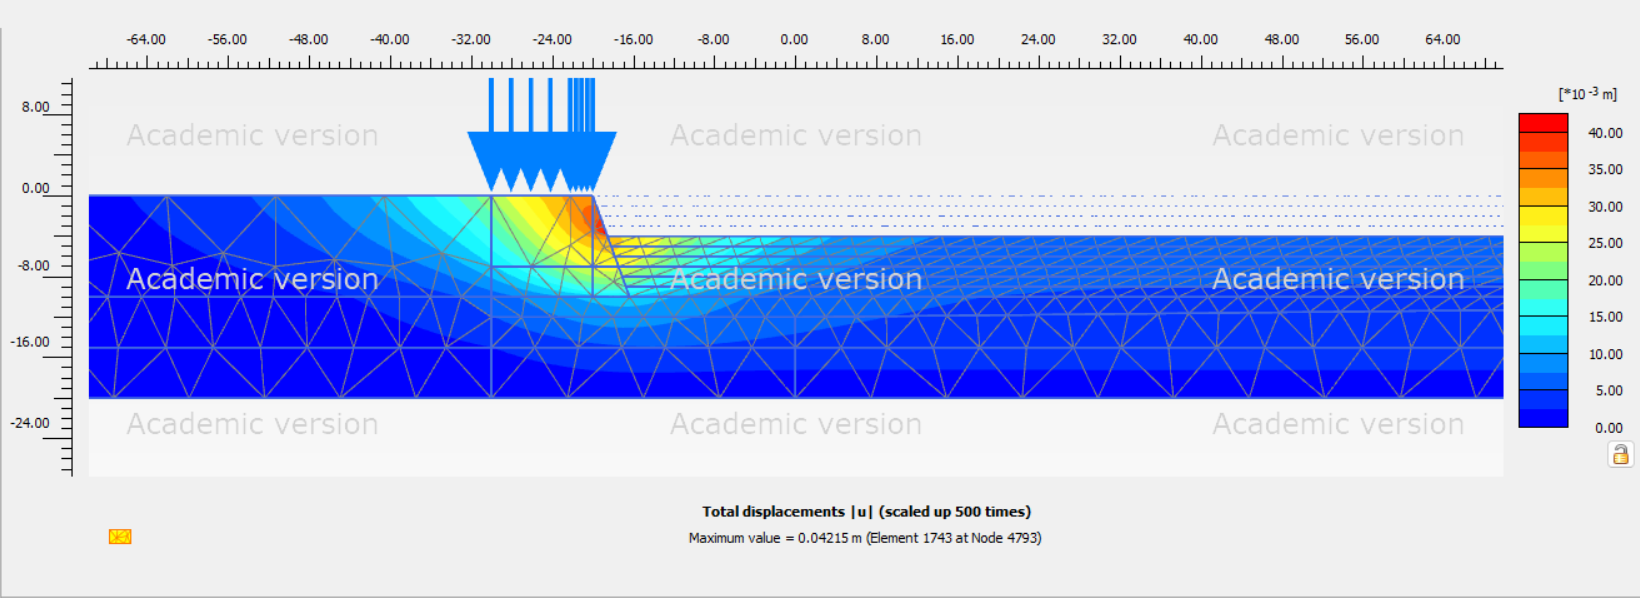 -64.00 -56.00 -48.00 -40.00 -32.00 -24.00 -16.00 -8.00 0.00 8.00 16.00 24.00 32.00 40.00 48.00 56.00 64.00
[*10 -3 m]
8.00
0.00
-8.00
-16.00
-24.00
Academic version Academic version Academic version
Academic version Academic version Academic version
Academic version Academic version Academic version
40.00
35.00
30.00
25.00
20.00
15.00
10.00
5.00
0.00
Total displacements |u| (scaled up 500 times)
Maximum value = 0.04215 m (Element 1743 at Node 4793)